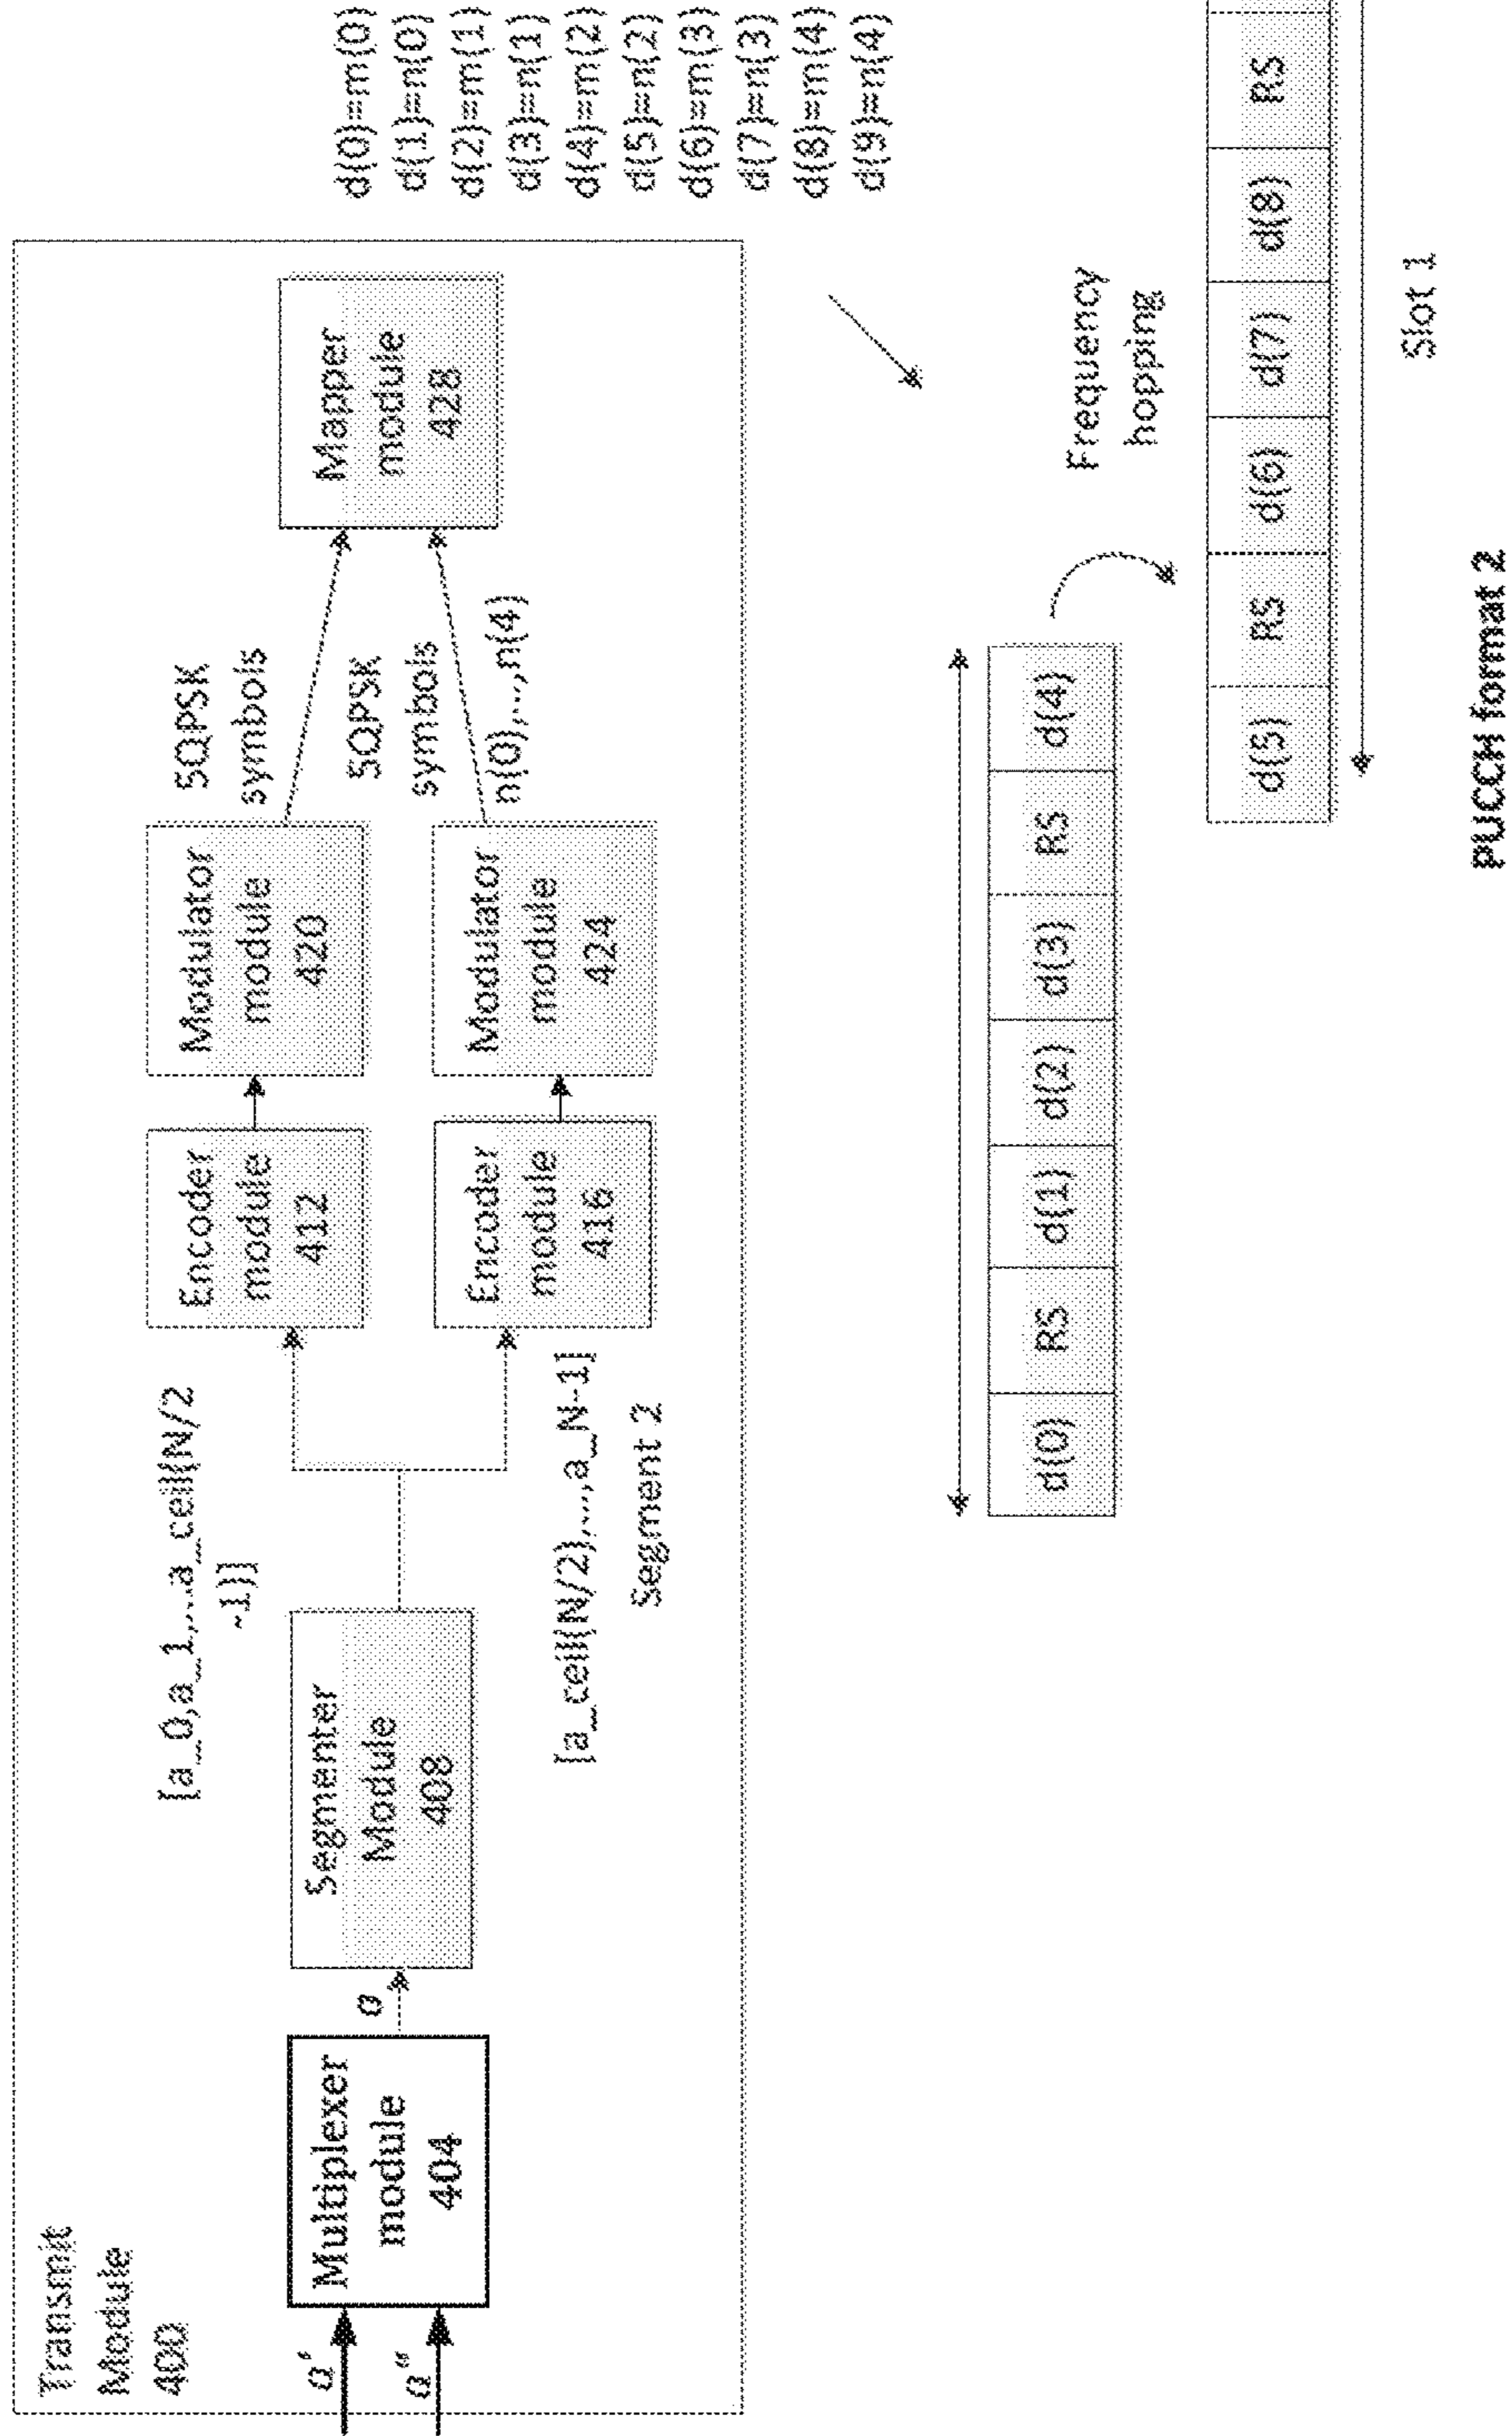 Transmit
Module
400
a'
a"
Multiplexer
module
404
a
Segmenter
Module
408
[a_0,a_1,...a_ceil(N/2
-1)]
[a_ceil(N/2),...,a_N-1]
Segment 2
Encoder
module
412
Encoder
module
416
Modulator
module
420
Modulator
module
424
5QPSK
symbols
5QPSK
symbols
n(0),...,n(4)
Mapper
module
428
d(0)=m(0)
d(1)=n(0)
d(2)=m(1)
d(3)=n(1)
d(4)=m(2)
d(5)=n(2)
d(6)=m(3)
d(7)=n(3)
d(8)=m(4)
d(9)=n(4)
Frequency
hopping
d(0) RS d(1) d(2) d(3) RS d(4)
d(5) RS d(6) d(7) d(8) RS
Slot 1
PUCCH format 2